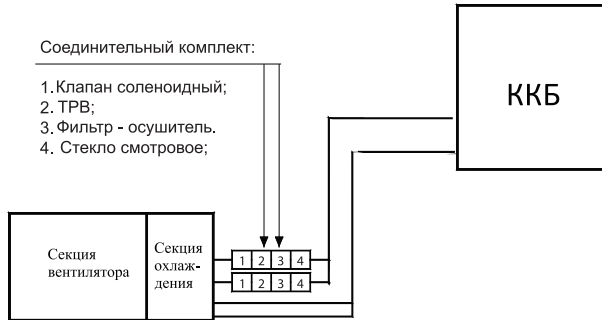 Соединительный комплект:
1. Клапан соленоидный;
2. ТРВ;
3. Фильтр - осушитель.
4. Стекло смотровое;
ККБ
Секция
вентилятора
Секция
охлаж-
дения
1 2 3 4
1 2 3 4